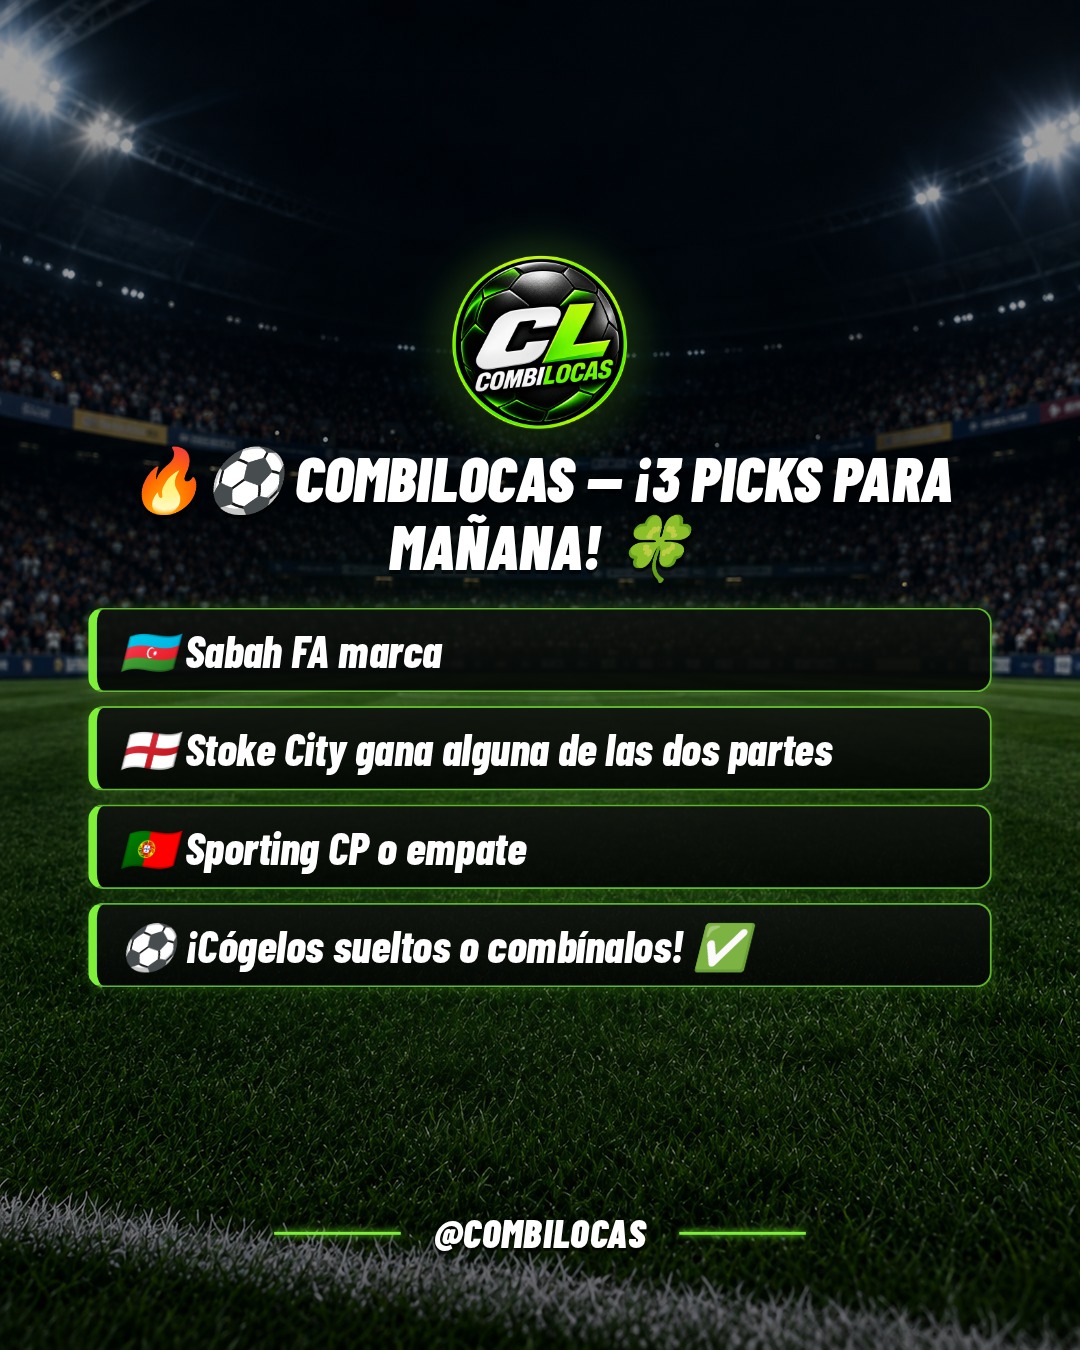 CL
COMBILOCAS
🔥⚽ COMBILOCAS – ¡3 PICKS PARA
MAÑANA! 🍀
🇦🇿 Sabah FA marca
🏴󠁧󠁢󠁥󠁮󠁧󠁿 Stoke City gana alguna de las dos partes
🇵🇹 Sporting CP o empate
⚽ ¡Cógelos sueltos o combínalos! ✅
@COMBILOCAS